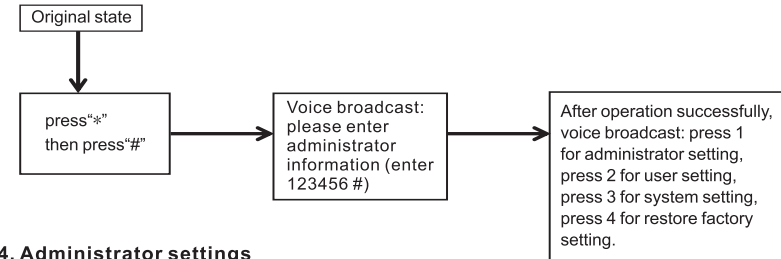 Original state
press“*”
then press“#”
Voice broadcast:
please enter
administrator
information (enter
123456 #)
After operation successfully,
voice broadcast: press 1
for administrator setting,
press 2 for user setting,
press 3 for system setting,
press 4 for restore factory
setting.
4. Administrator settings